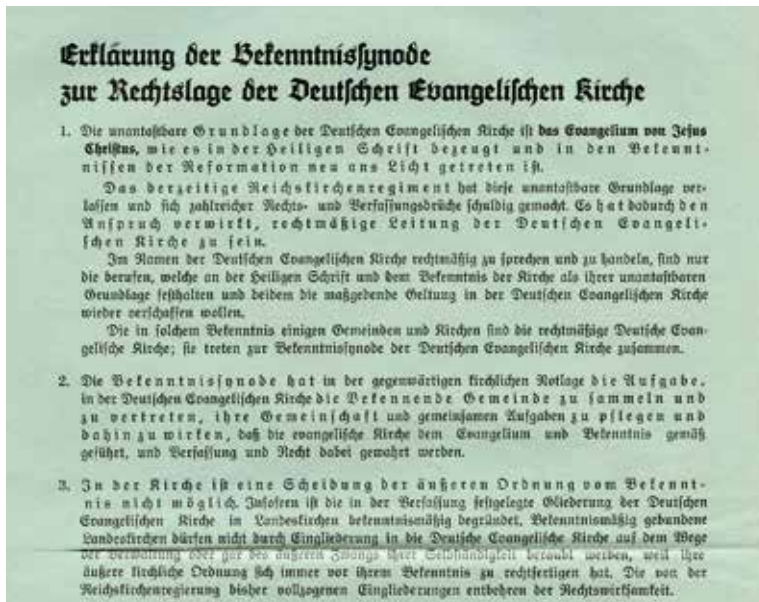 Erklärung der Bekenntnissynode
zur Rechtslage der Deutschen Evangelischen Kirche
1. Die unantastbare Grundlage der Deutschen Evangelischen Kirche ist das Evangelium von Jesus
Christus, wie es in der Heiligen Schrift bezeugt und in den Bekennt-
nissen der Reformation neu ans Licht getreten ist.
Das derzeitige Reichskirchenregiment hat diese unantastbare Grundlage ver-
lassen und sich zahlreicher Rechts- und Verfassungsbrüche schuldig gemacht. Es hat dadurch den
Anspruch verwirkt, rechtmäßige Leitung der Deutschen Evangeli-
schen Kirche zu sein.
Im Namen der Deutschen Evangelischen Kirche rechtmäßig zu sprechen und zu handeln, sind nur
die berufen, welche an der Heiligen Schrift und dem Bekenntnis der Kirche als ihrer unantastbaren
Grundlage festhalten und beidem die maßgebende Geltung in der Deutschen Evangelischen Kirche
wieder verschaffen wollen.
Die in solchem Bekenntnis einigen Gemeinden und Kirchen sind die rechtmäßige Deutsche Evan-
gelische Kirche; sie treten zur Bekenntnissynode der Deutschen Evangelischen Kirche zusammen.
2. Die Bekenntnissynode hat in der gegenwärtigen kirchlichen Notlage die Aufgabe,
in der Deutschen Evangelischen Kirche die Bekennende Gemeinde zu sammeln und
zu vertreten, ihre Gemeinschaft und gemeinsamen Aufgaben zu pflegen und
dahin zu wirken, daß die evangelische Kirche dem Evangelium und Bekenntnis gemäß
geführt, und Verfassung und Recht dabei gewahrt werden.
3. In der Kirche ist eine Scheidung der äußeren Ordnung vom Bekennt-
nis nicht möglich. Insofern ist die in der Verfassung festgelegte Gliederung der Deutschen
Evangelischen Kirche in Landeskirchen bekenntnismäßig begründet. Bekenntnismäßig gebundene
Landeskirchen dürfen nicht durch Eingliederung in die Deutsche Evangelische Kirche auf dem Wege
der Verwaltung oder gar des äußeren Zwangs ihrer Selbständigkeit beraubt werden, weil ihre
äußere kirchliche Ordnung sich immer vor ihrem Bekenntnis zu rechtfertigen hat. Die von der
Reichskirchenregierung bisher vollzogenen Eingliederungen entbehren der Rechtswirksamkeit.